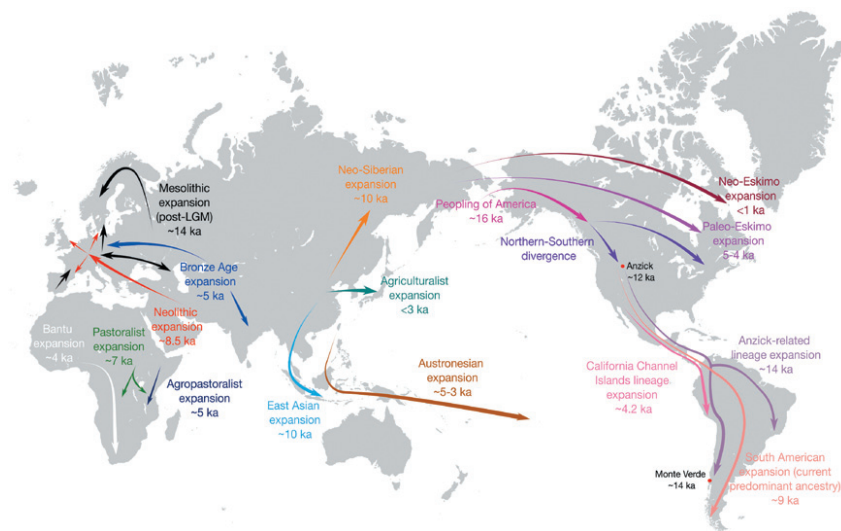 Mesolithic
expansion
(post-LGM)
~14 ka
Neo-Siberian
expansion
~10 ka
Peopling of America
~16 ka
Neo-Eskimo
expansion
<1 ka
Paleo-Eskimo
expansion
5-4 ka
Northern-Southern
divergence
Anzick
~12 ka
Bronze Age
expansion
~5 ka
Agriculturalist
expansion
<3 ka
Neolithic
expansion
~8.5 ka
Bantu
expansion
~4 ka
Pastoralist
expansion
~7 ka
Agropastoralist
expansion
~5 ka
East Asian
expansion
~10 ka
Austronesian
expansion
~5-3 ka
California Channel
Islands lineage
expansion
~4.2 ka
Anzick-related
lineage expansion
~14 ka
Monte Verde
~14 ka
South American
expansion (current
predominant ancestry)
~9 ka